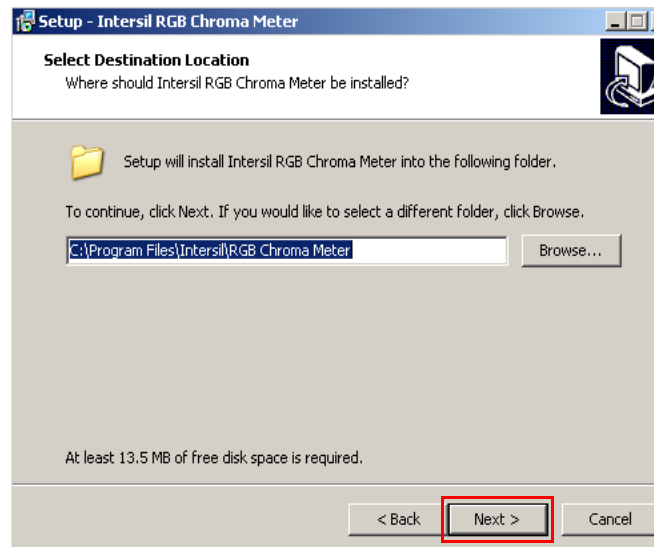 Setup - Intersil RGB Chroma Meter
Select Destination Location
Where should Intersil RGB Chroma Meter be installed?
Setup will install Intersil RGB Chroma Meter into the following folder.
To continue, click Next. If you would like to select a different folder, click Browse.
C:\Program Files\Intersil\RGB Chroma Meter
Browse...
At least 13.5 MB of free disk space is required.
< Back
Next >
Cancel